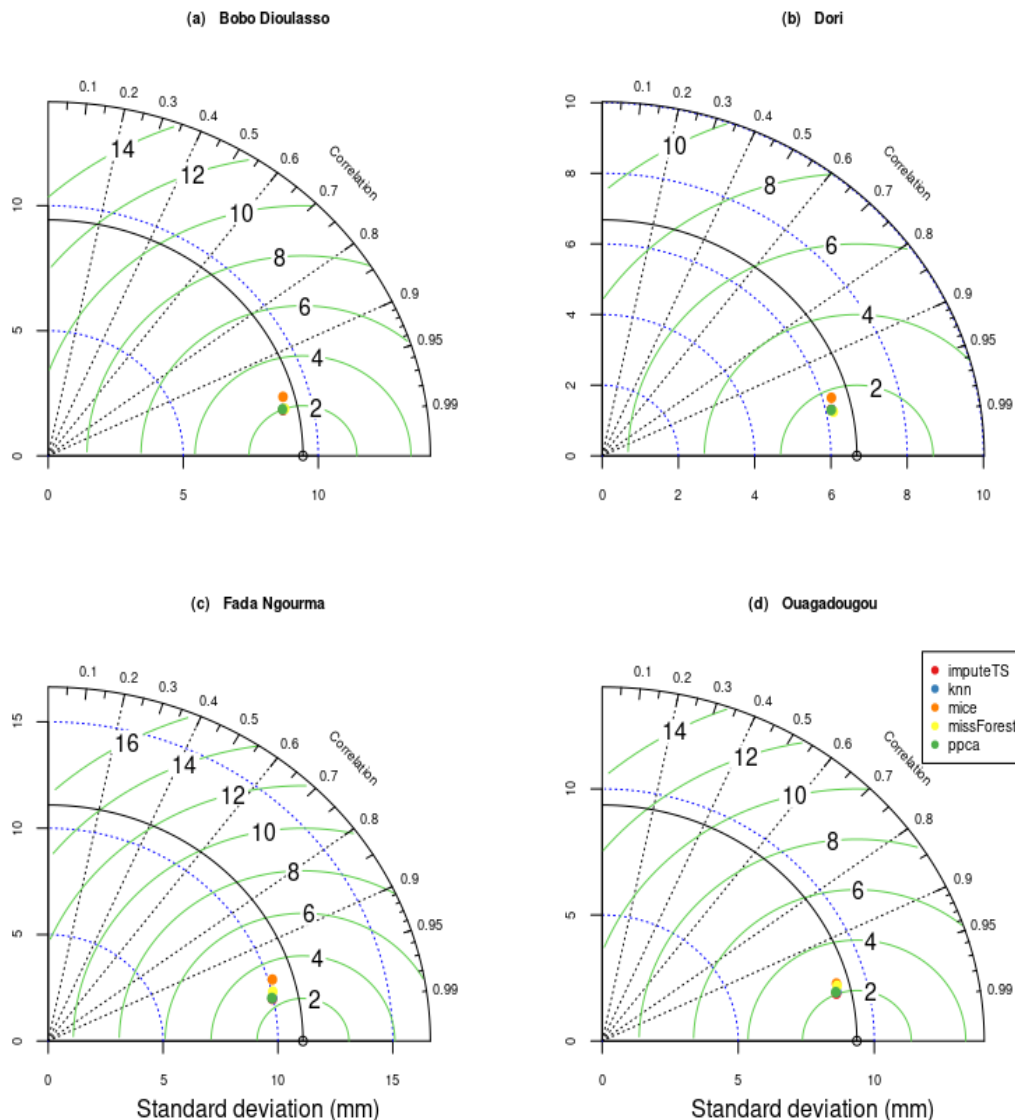 (a) Bobo Dioulasso
0.1 0.2 0.3 0.4 0.5 0.6 0.7 0.8 0.9 0.95 0.99
Correlation
14 12 10 8 6 4 2
10
5
0
0 5 10
(b) Dori
0.1 0.2 0.3 0.4 0.5 0.6 0.7 0.8 0.9 0.95 0.99
Correlation
10 8 6 4 2
10
8
6
4
2
0
0 2 4 6 8 10
(c) Fada Ngourma
0.1 0.2 0.3 0.4 0.5 0.6 0.7 0.8 0.9 0.95 0.99
Correlation
16 14 12 10 8 6 4 2
15
10
5
0
0 5 10 15
Standard deviation (mm)
(d) Ouagadougou
0.1 0.2 0.3 0.4 0.5 0.6 0.7 0.8 0.9 0.95 0.99
Correlation
14 12 10 8 6 4 2
10
5
0
0 5 10
Standard deviation (mm)
imputeTS
knn
mice
missForest
ppca